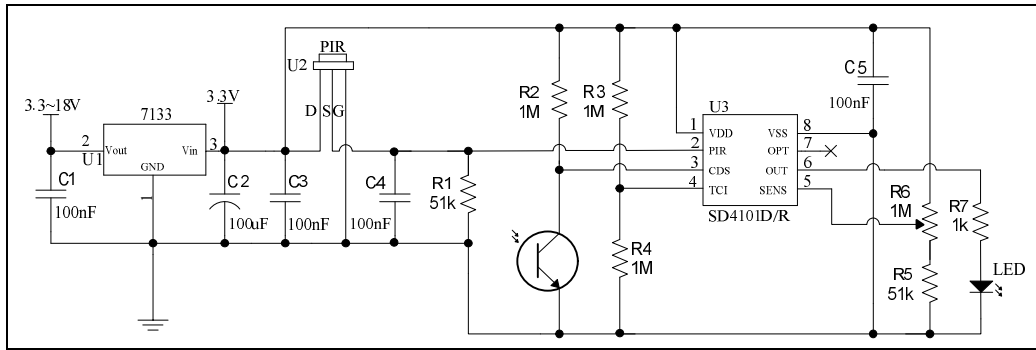 PIR
U2
D SG
3.3~18V
7133
3.3V
2
Vout
Vin
3
U1
GND
1
C1
100nF
C2
100uF
C3
100nF
C4
100nF
R1
51k
R2
1M
R3
1M
R4
1M
U3
1 VDD VSS 8
2 PIR OPT 7
3 CDS OUT 6
4 TCI SENS 5
SD4101D/R
C5
100nF
R6
1M
R5
51k
R7
1k
LED